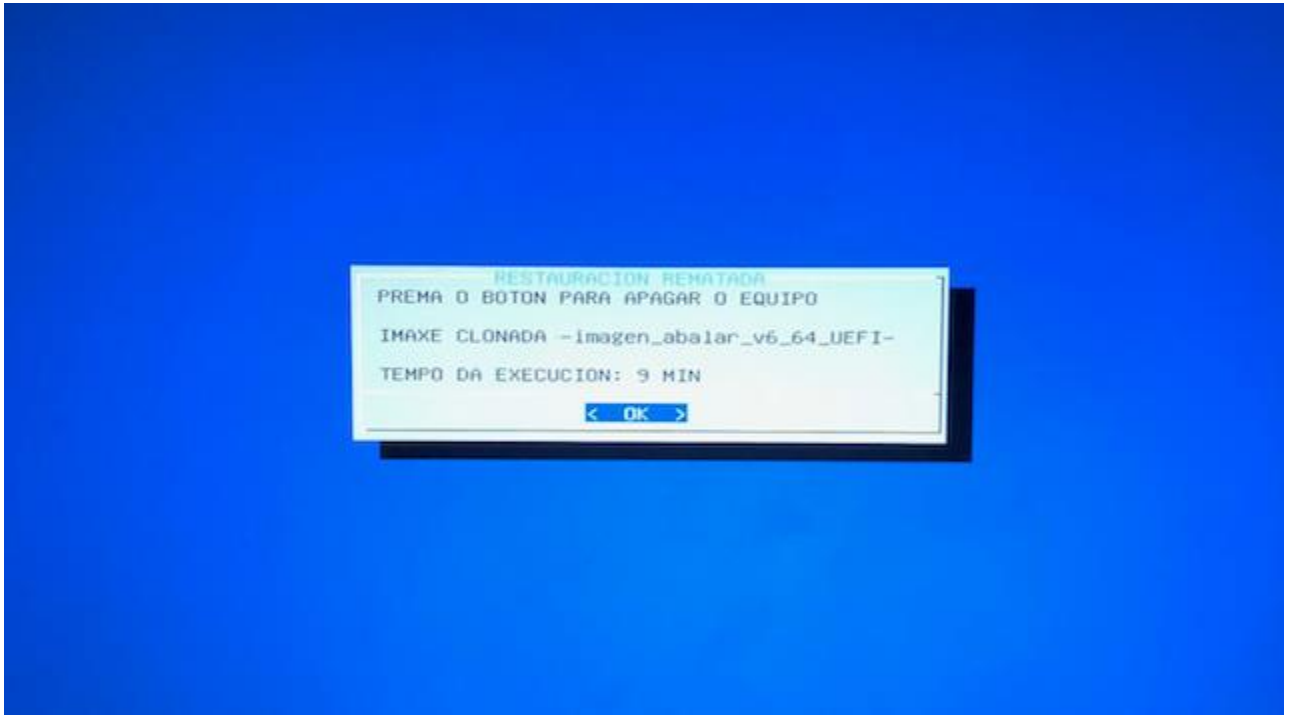 RESTAURACION REMATADA
PREMA O BOTON PARA APAGAR O EQUIPO
IMAXE CLONADA -imagen_abalar_v6_64_UEFI-
TEMPO DA EXECUCION: 9 MIN
< OK >